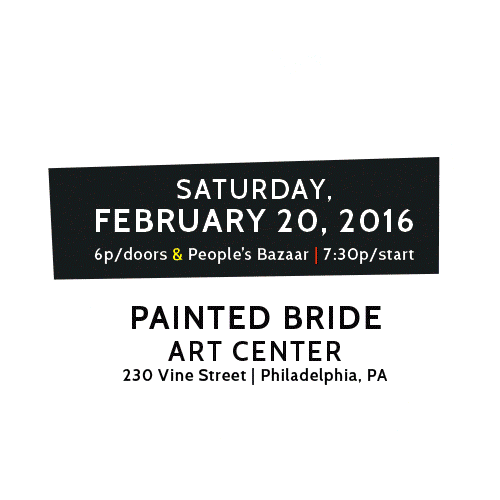 SATURDAY,
FEBRUARY 20, 2016
6p/doors & People's Bazaar | 7:30p/start
PAINTED BRIDE
ART CENTER
230 Vine Street | Philadelphia, PA